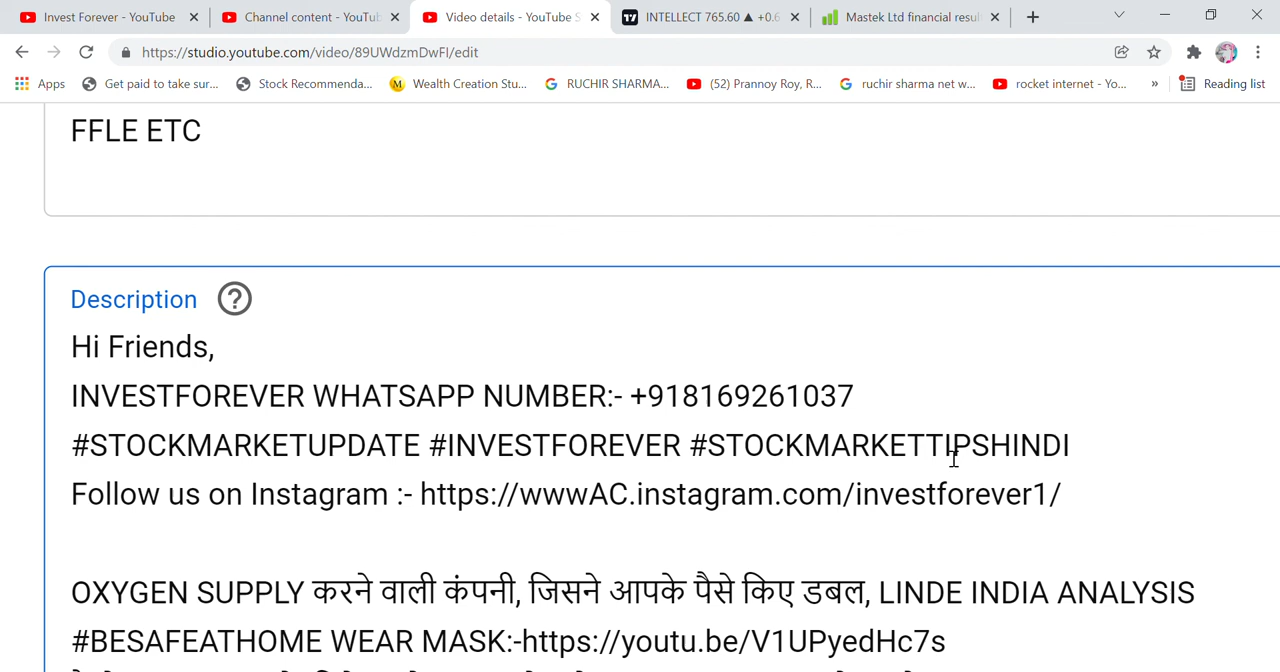 Invest Forever - YouTube
Channel content - YouTu
Video details - YouTube S
INTELLECT 765.60 ▲ +0.6
Mastek Ltd financial resul
https://studio.youtube.com/video/89UWdzmDwFI/edit
Apps
Get paid to take sur...
Stock Recommenda...
Wealth Creation Stu...
RUCHIR SHARMA...
(52) Prannoy Roy, R...
ruchir sharma net w...
rocket internet - Yo...
»
Reading list
FFLE ETC
Description ?
Hi Friends,
INVESTFOREVER WHATSAPP NUMBER:- +918169261037
#STOCKMARKETUPDATE #INVESTFOREVER #STOCKMARKETTIPSHINDI
Follow us on Instagram :- https://wwwAC.instagram.com/investforever1/
OXYGEN SUPPLY करने वाली कंपनी, जिसने आपके पैसे किए डबल, LINDE INDIA ANALYSIS
#BESAFEATHOME WEAR MASK:-https://youtu.be/V1UPyedHc7s